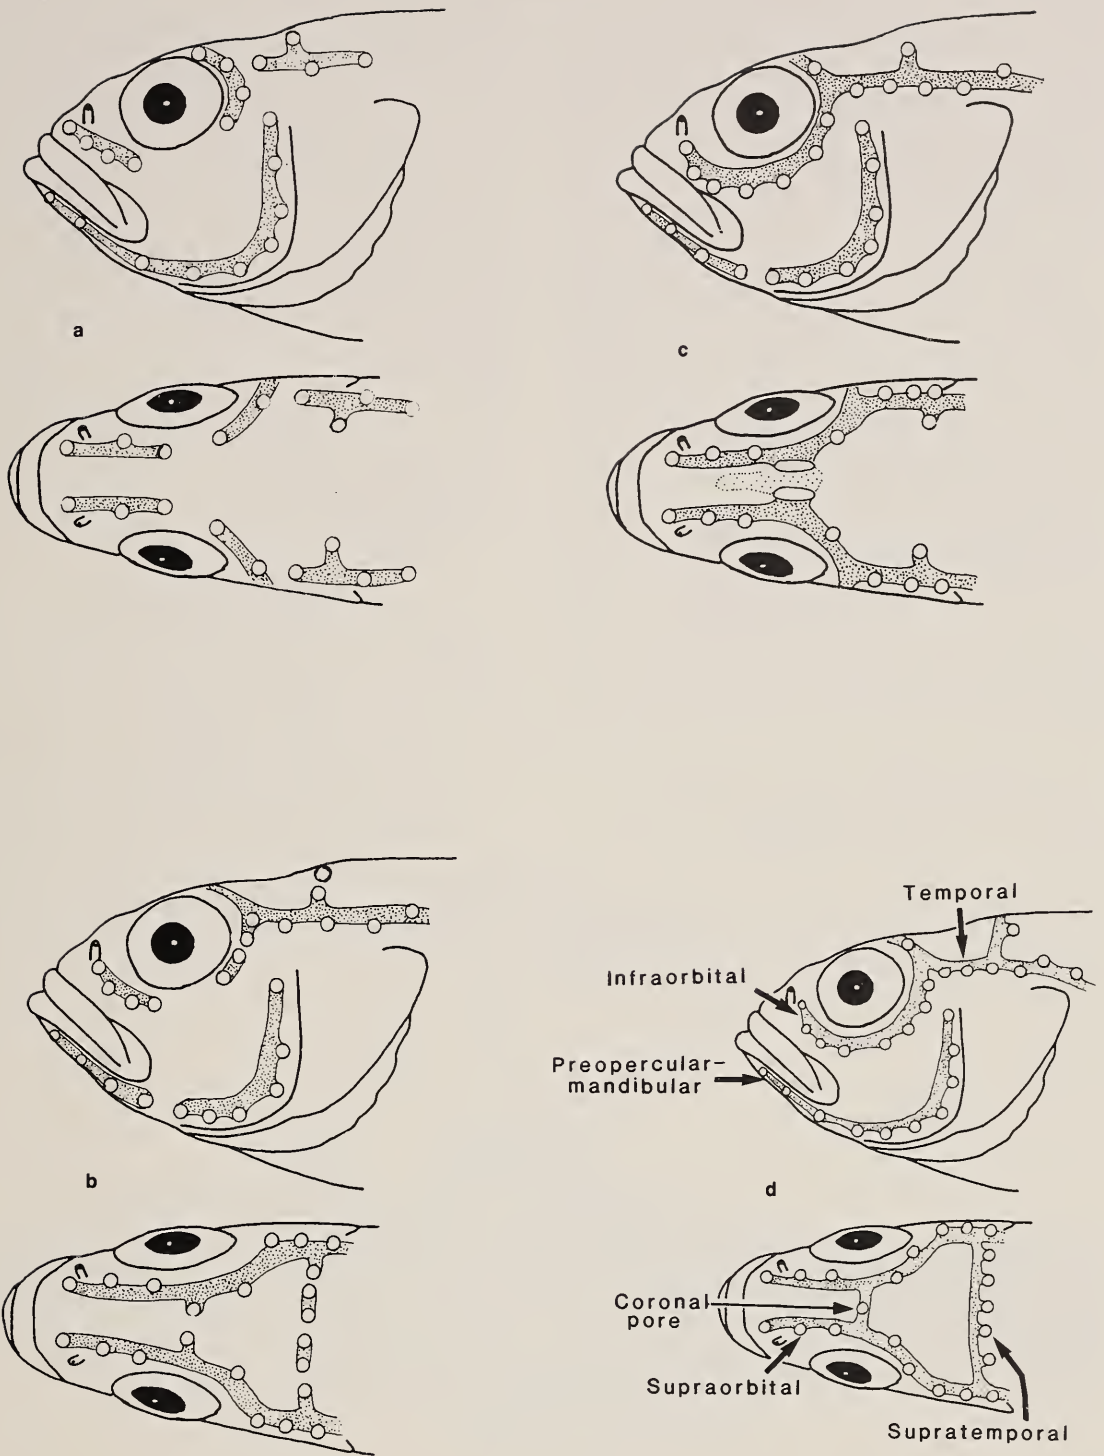 a
c
b
Temporal
Infraorbital
Preopercular–
mandibular
d
Coronal
pore
Supraorbital
Supratemporal